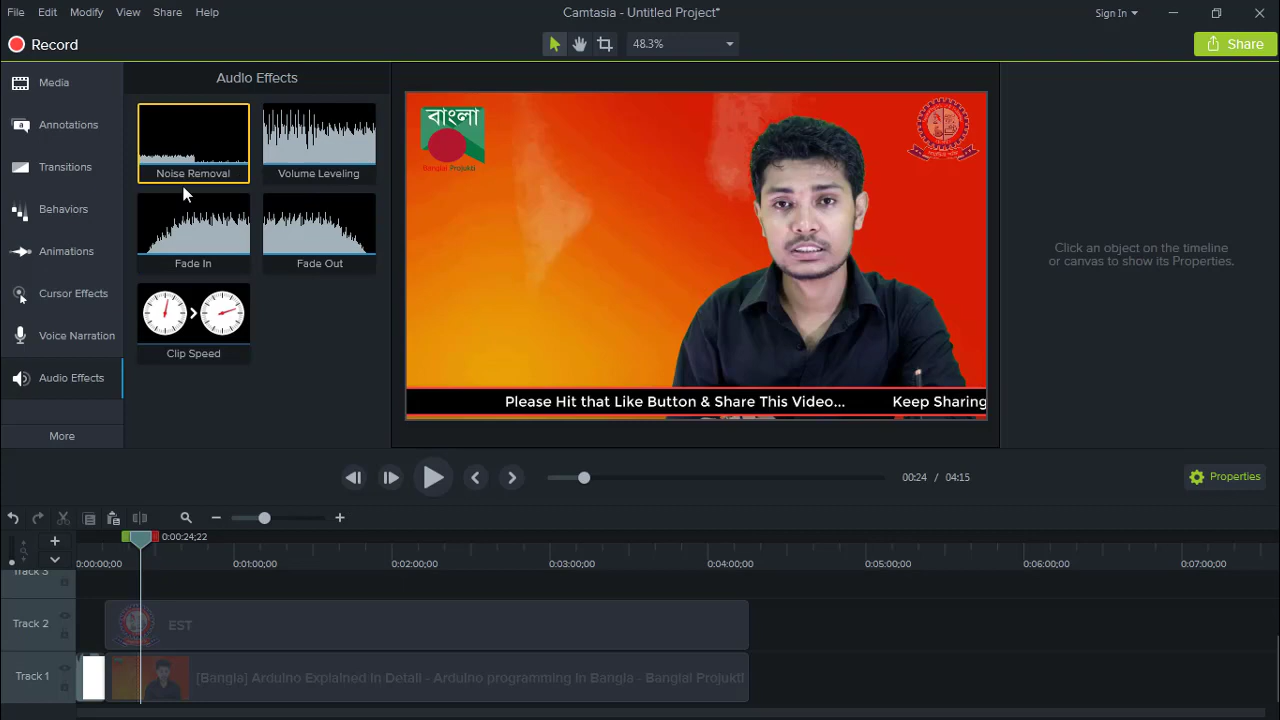 File Edit Modify View Share Help
Camtasia - Untitled Project*
Sign In
Record
48.3%
Share
Media
Annotations
Transitions
Behaviors
Animations
Cursor Effects
Voice Narration
Audio Effects
More
Audio Effects
Noise Removal
Volume Leveling
Fade In
Fade Out
Clip Speed
বাংলা
Banglai Projukti
Please Hit that Like Button & Share This Video... Keep Sharing
Click an object on the timeline
or canvas to show its Properties.
00:24 / 04:15
Properties
0:00:24;22
0:00:00;00 0:01:00;00 0:02:00;00 0:03:00;00 0:04:00;00 0:05:00;00 0:06:00;00 0:07:00;00
Track 3
Track 2
EST
Track 1
[Bangla] Arduino Explained In Detail - Arduino programming In Bangla - Banglai Projukti